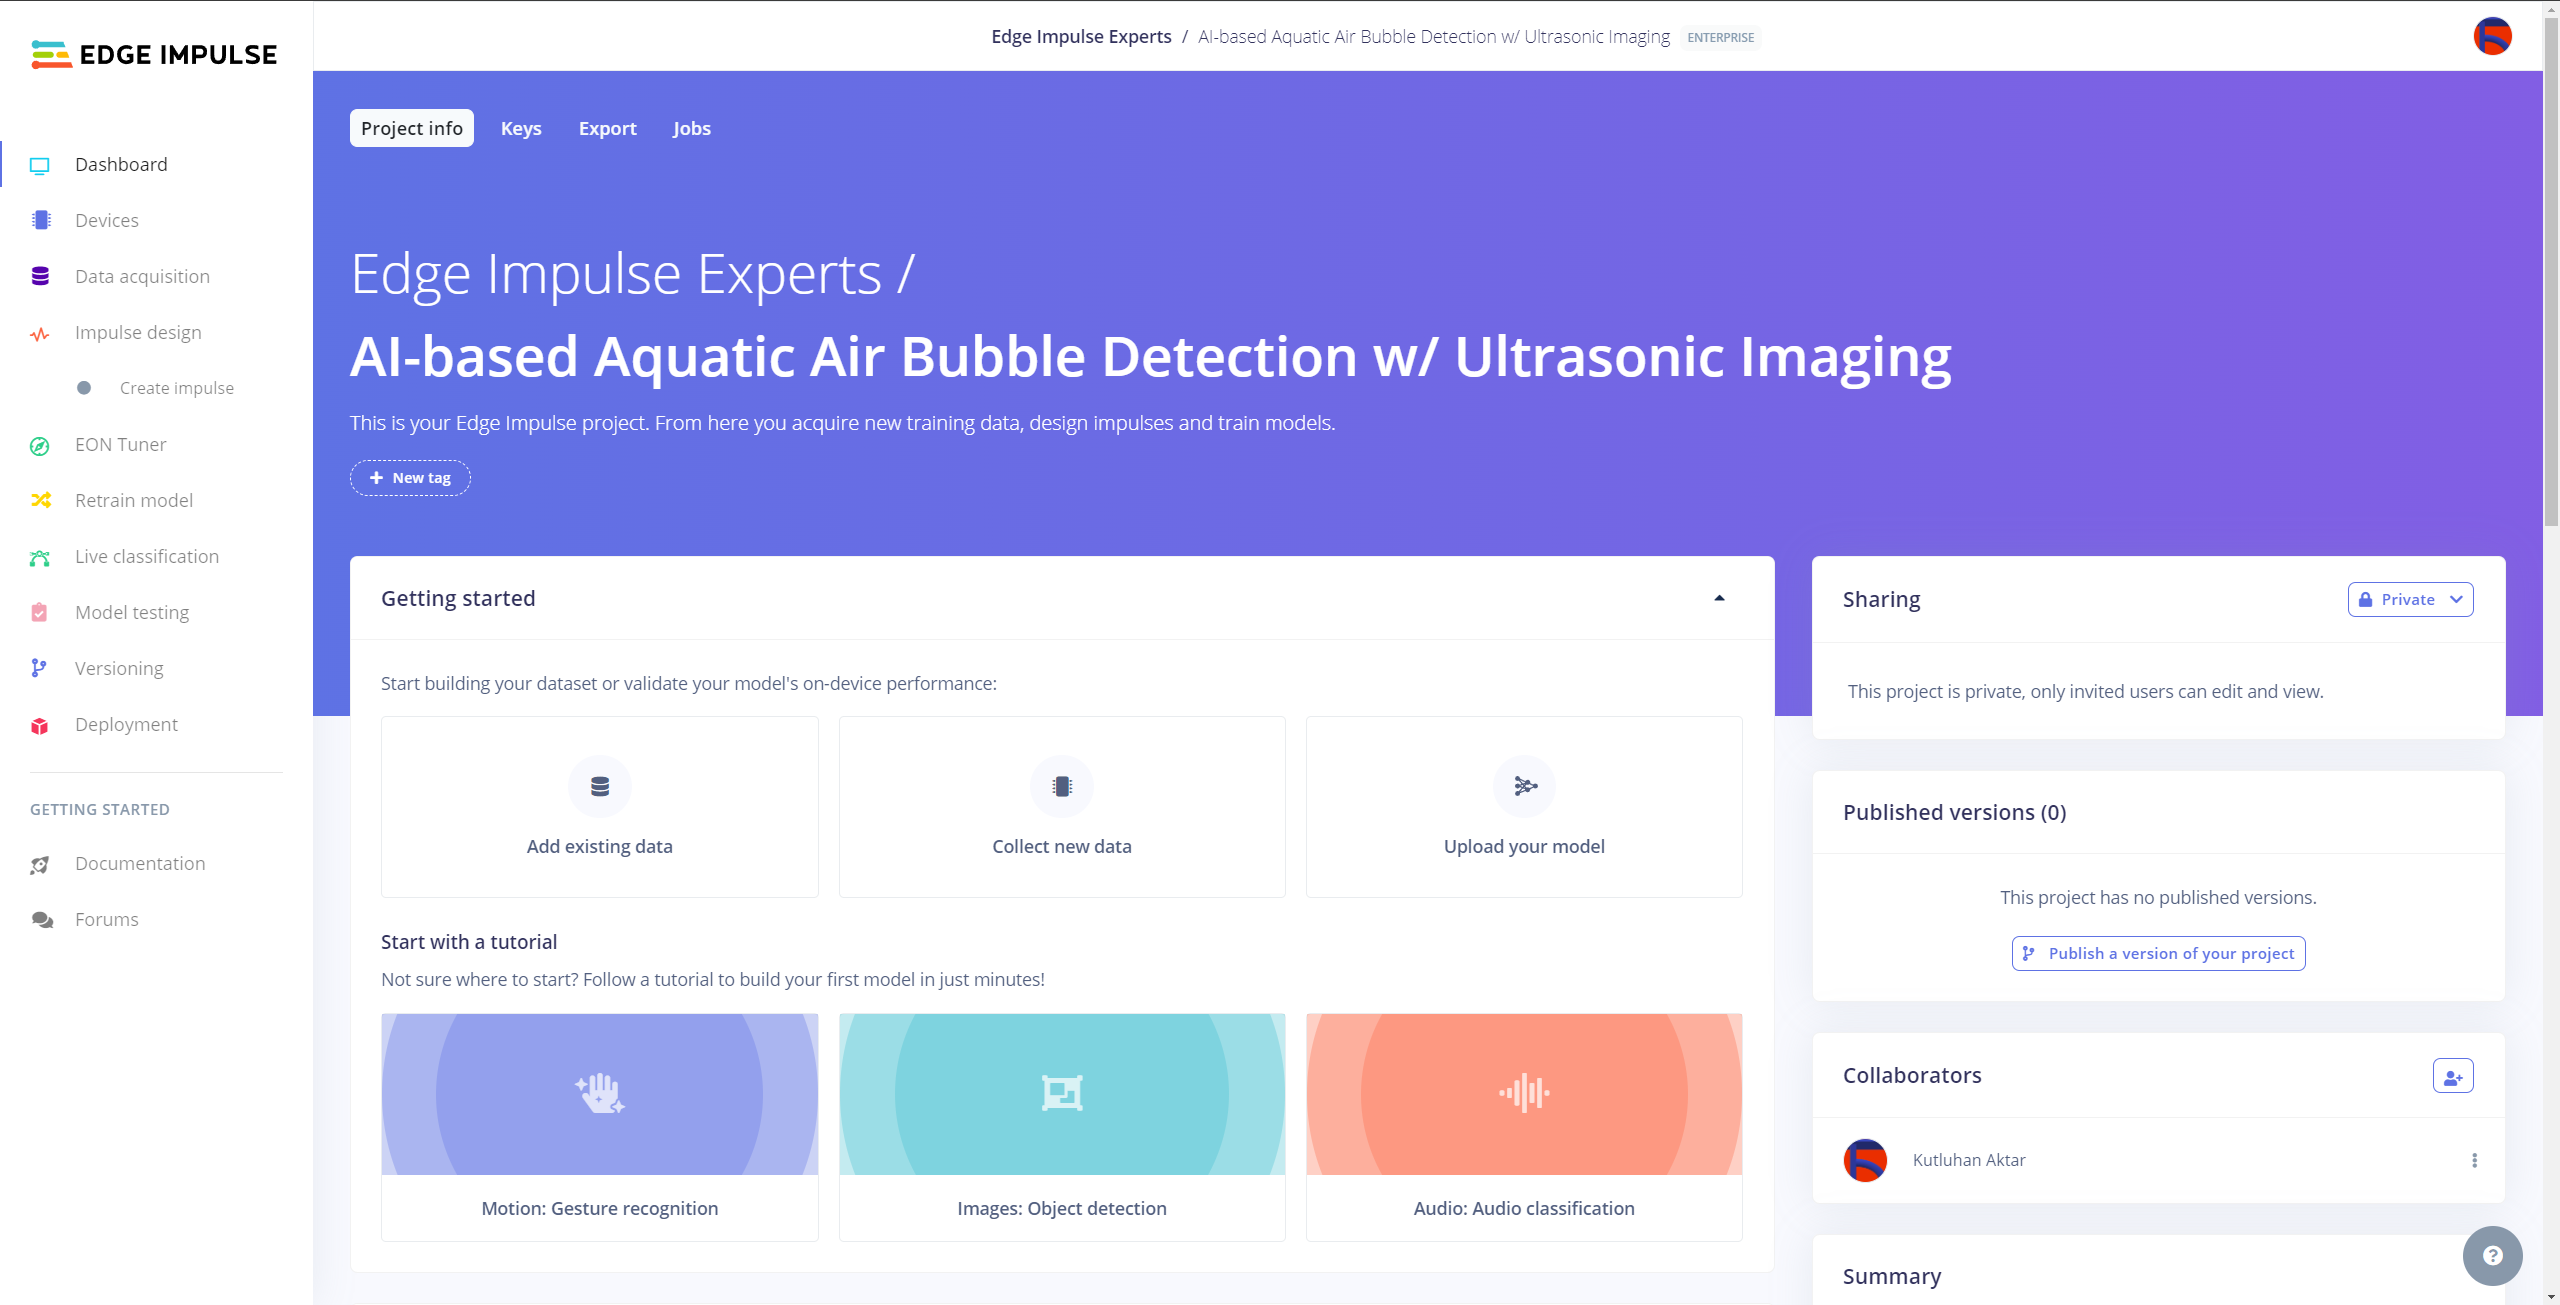 EDGE IMPULSE
Edge Impulse Experts / AI-based Aquatic Air Bubble Detection w/ Ultrasonic Imaging ENTERPRISE
Dashboard
Devices
Data acquisition
Impulse design
Create impulse
EON Tuner
Retrain model
Live classification
Model testing
Versioning
Deployment
GETTING STARTED
Documentation
Forums
Project info Keys Export Jobs
Edge Impulse Experts /
AI-based Aquatic Air Bubble Detection w/ Ultrasonic Imaging
This is your Edge Impulse project. From here you acquire new training data, design impulses and train models.
+ New tag
Getting started
Start building your dataset or validate your model's on-device performance:
Add existing data
Collect new data
Upload your model
Start with a tutorial
Not sure where to start? Follow a tutorial to build your first model in just minutes!
Motion: Gesture recognition
Images: Object detection
Audio: Audio classification
Sharing
Private
This project is private, only invited users can edit and view.
Published versions (0)
This project has no published versions.
Publish a version of your project
Collaborators
Kutluhan Aktar
Summary
?